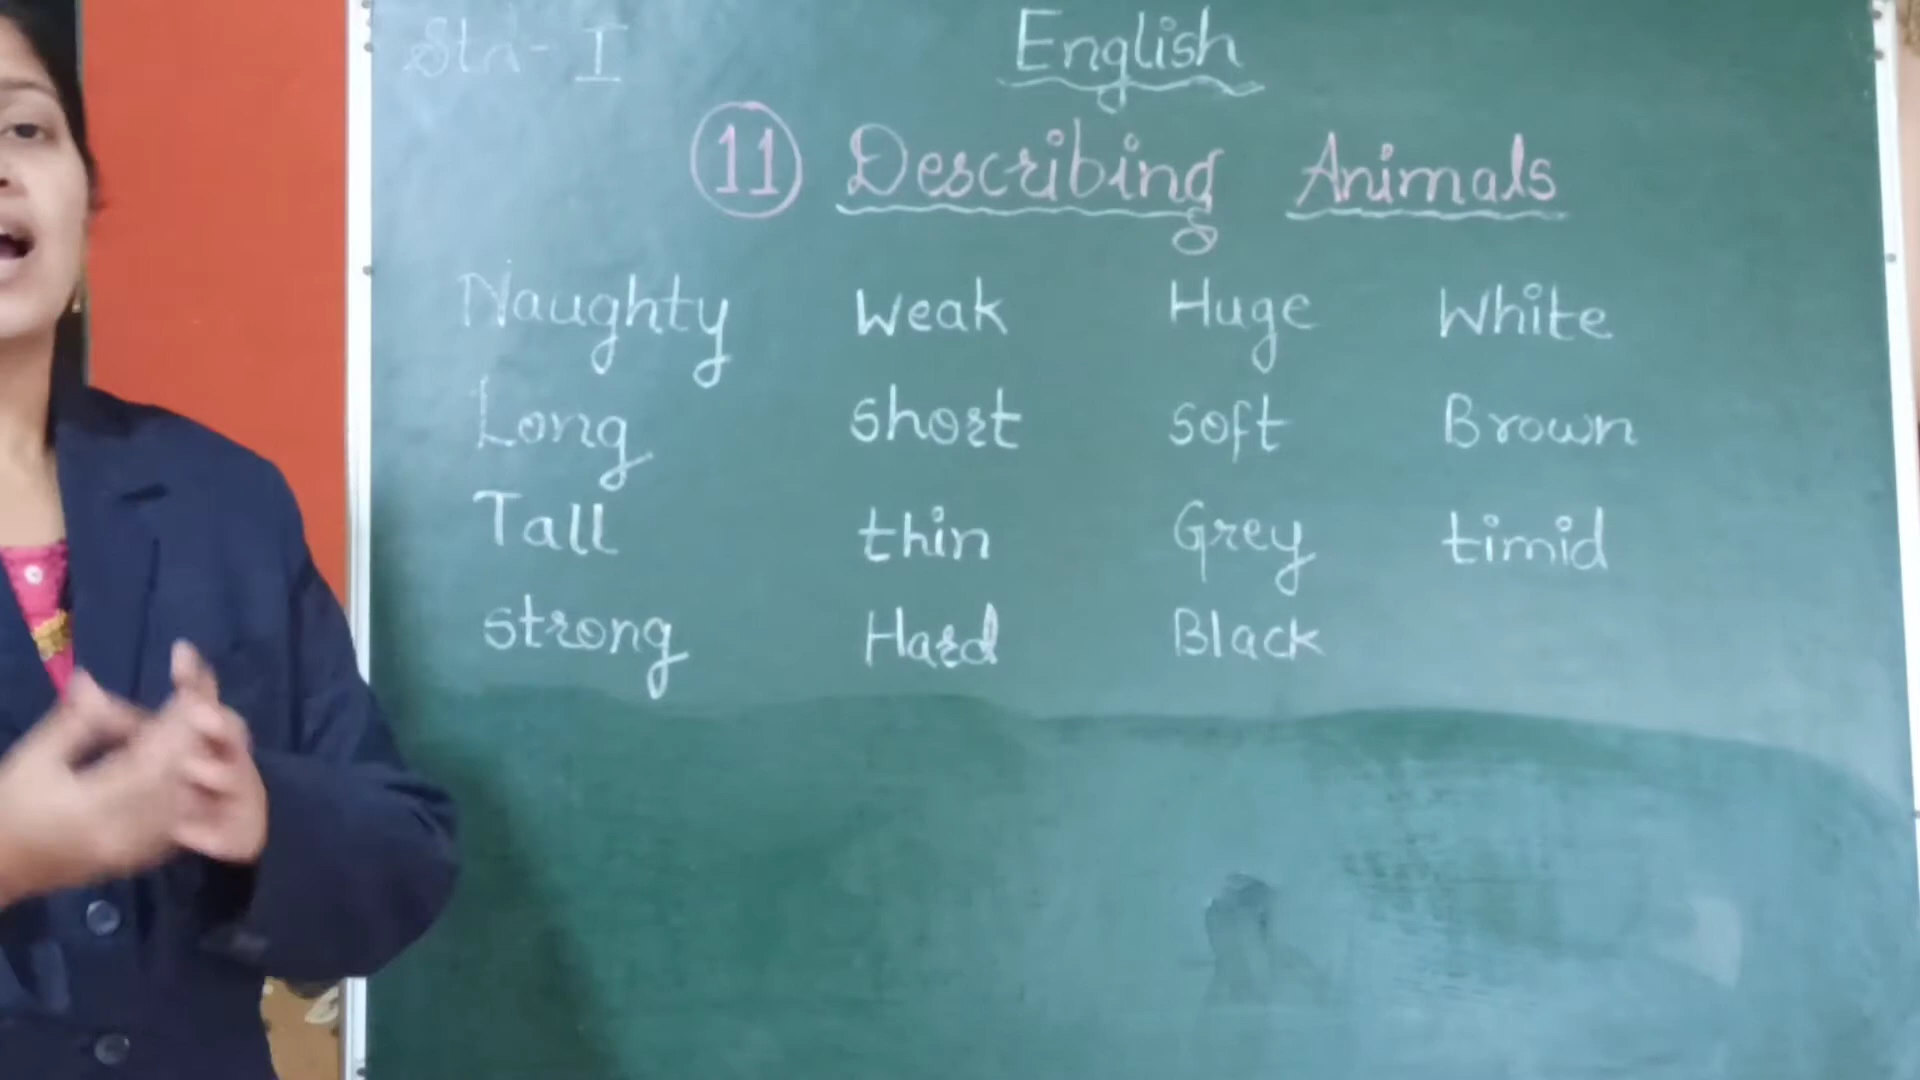 Std- I
English
11 Describing Animals
Naughty weak Huge White
Long short soft Brown
Tall thin Grey timid
strong Hard Black